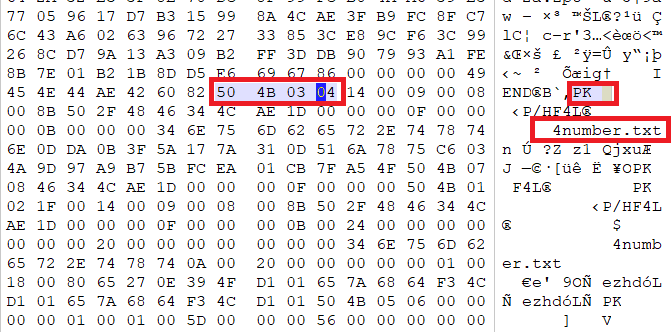 77 05 96 17 D7 B3 15 99 8A 4C AE 3F B9 FC 8F C7 w – ×³ ™ŠL®?¹ü Ç
6C 43 A6 02 63 96 72 27 33 85 3C E8 9C F6 3C 99 lC¦ c–r'3…<èœö<™
26 8C D7 9A 13 A3 09 B2 FF 3D DB 90 79 93 A1 FE &Œ×š £ ²ÿ=Û y“¡þ
8B 7E 01 B2 1B 8D D5 E6 69 67 86 00 00 00 00 49 ‹~ ² Õæig† I
45 4E 44 AE 42 60 82 50 4B 03 04 14 00 09 00 08 END®B`‚PK
00 8B 50 2F 48 46 34 4C AE 1D 00 00 00 0F 00 00 ‹P/HF4L®
00 0B 00 00 00 34 6E 75 6D 62 65 72 2E 74 78 74 4number.txt
6E 0D DA 0B 3F 5A 17 7A 31 0D 51 6A 78 75 C6 03 n Ú ?Z z1 QjxuÆ
4A 9D 97 A9 B7 5B FC EA 01 CB 7F A5 4F 50 4B 07 J —©·[üê Ë ¥OPK
08 46 34 4C AE 1D 00 00 00 0F 00 00 00 50 4B 01 F4L® PK
02 1F 00 14 00 09 00 08 00 8B 50 2F 48 46 34 4C ‹P/HF4L
AE 1D 00 00 00 0F 00 00 00 0B 00 24 00 00 00 00 ® $
00 00 00 20 00 00 00 00 00 00 00 34 6E 75 6D 62 4numb
65 72 2E 74 78 74 0A 00 20 00 00 00 00 00 01 00 er.txt
18 00 80 65 27 0E 39 4F D1 01 65 7A 68 64 F3 4C €e' 9OÑ ezhdóL
D1 01 65 7A 68 64 F3 4C D1 01 50 4B 05 06 00 00 Ñ ezhdóLÑ PK
00 00 01 00 01 00 5D 00 00 00 56 00 00 00 00 00 ] V